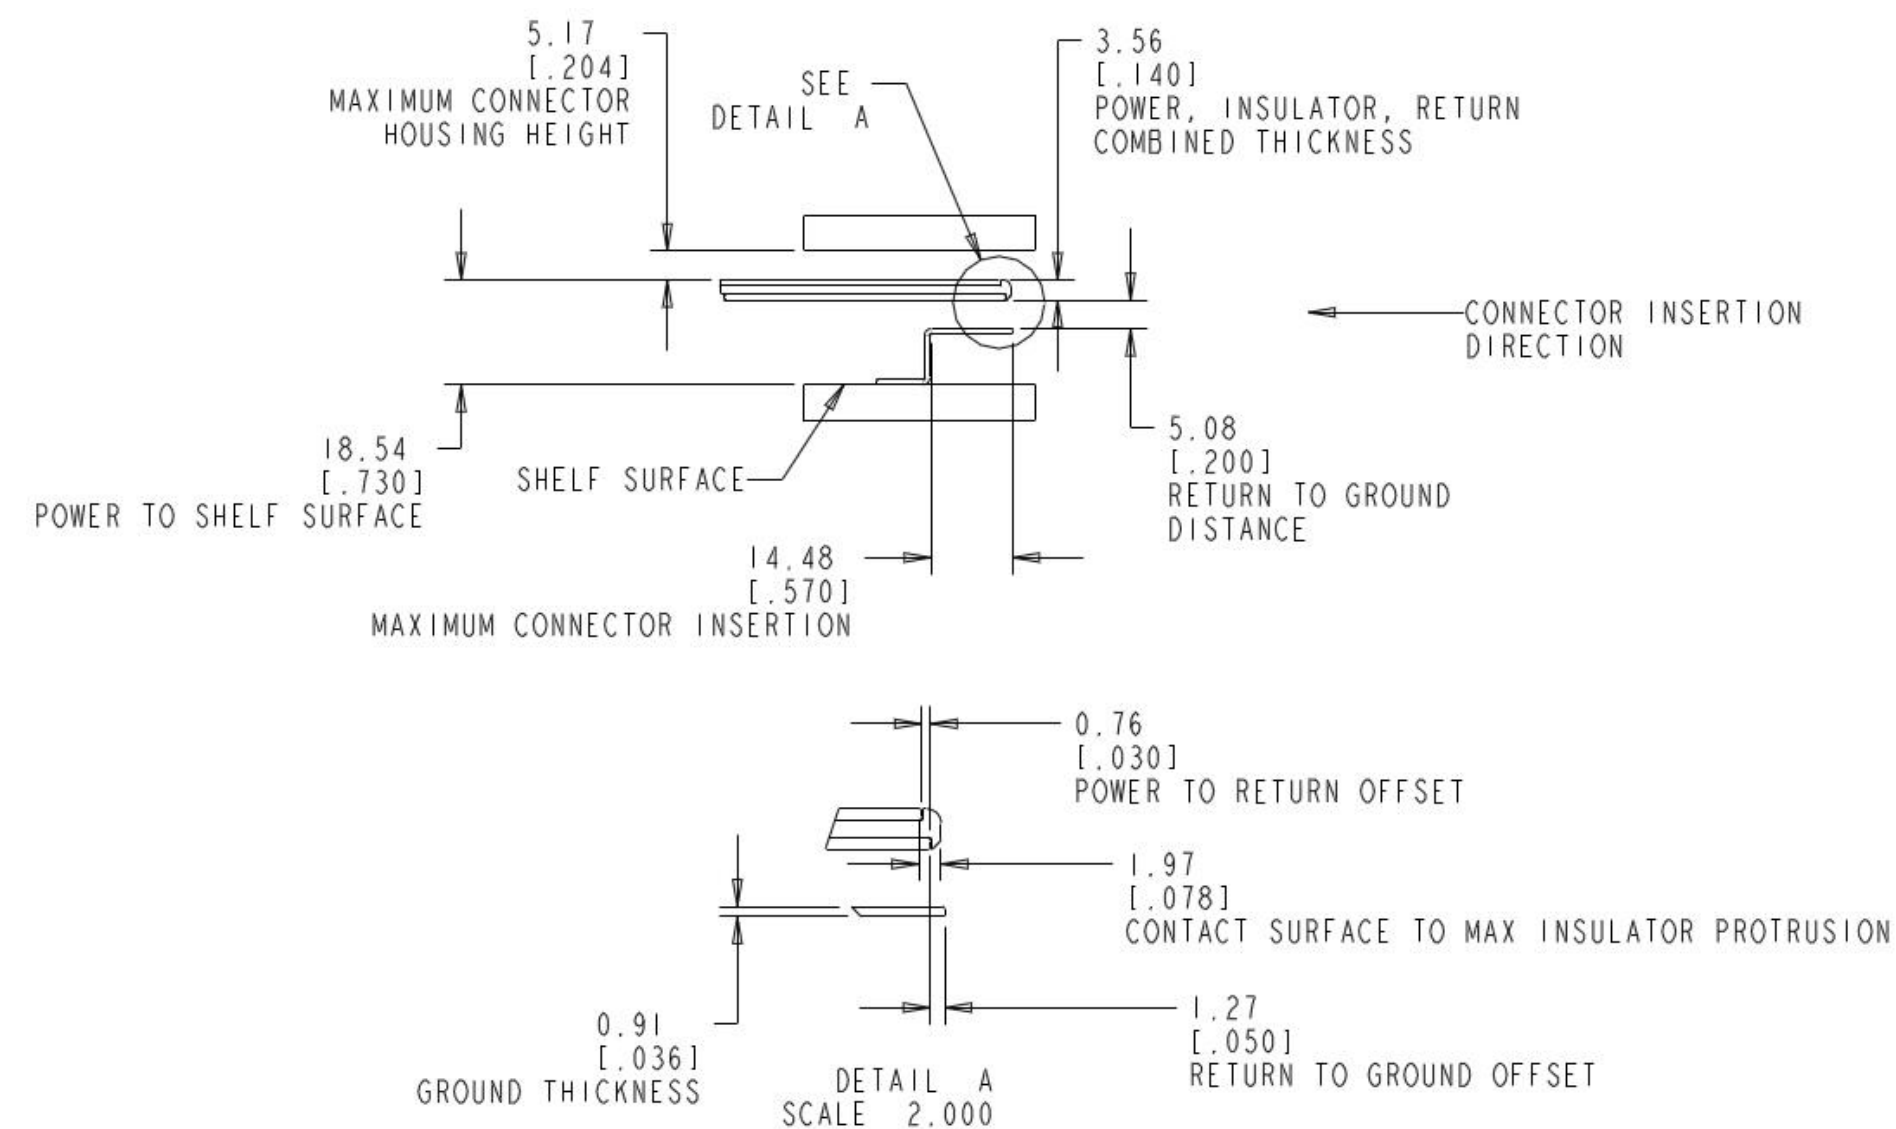 5.17
[.204]
MAXIMUM CONNECTOR
HOUSING HEIGHT
SEE
DETAIL A
3.56
[.140]
POWER, INSULATOR, RETURN
COMBINED THICKNESS
CONNECTOR INSERTION
DIRECTION
18.54
[.730]
POWER TO SHELF SURFACE
SHELF SURFACE
5.08
[.200]
RETURN TO GROUND
DISTANCE
14.48
[.570]
MAXIMUM CONNECTOR INSERTION
0.76
[.030]
POWER TO RETURN OFFSET
1.97
[.078]
CONTACT SURFACE TO MAX INSULATOR PROTRUSION
0.91
[.036]
GROUND THICKNESS
1.27
[.050]
RETURN TO GROUND OFFSET
DETAIL A
SCALE 2.000